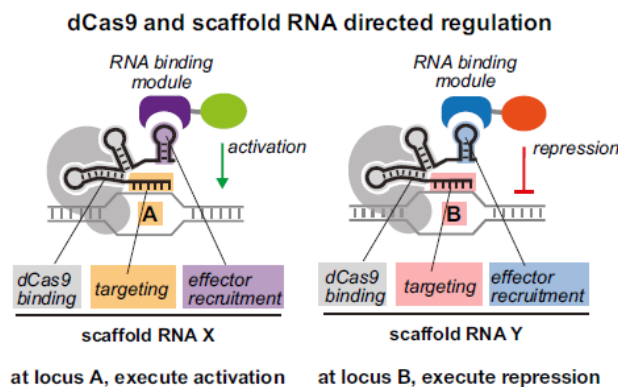 dCas9 and scaffold RNA directed regulation
RNA binding
module
activation
A
dCas9
binding
targeting
effector
recruitment
scaffold RNA X
at locus A, execute activation
RNA binding
module
repression
B
dCas9
binding
targeting
effector
recruitment
scaffold RNA Y
at locus B, execute repression